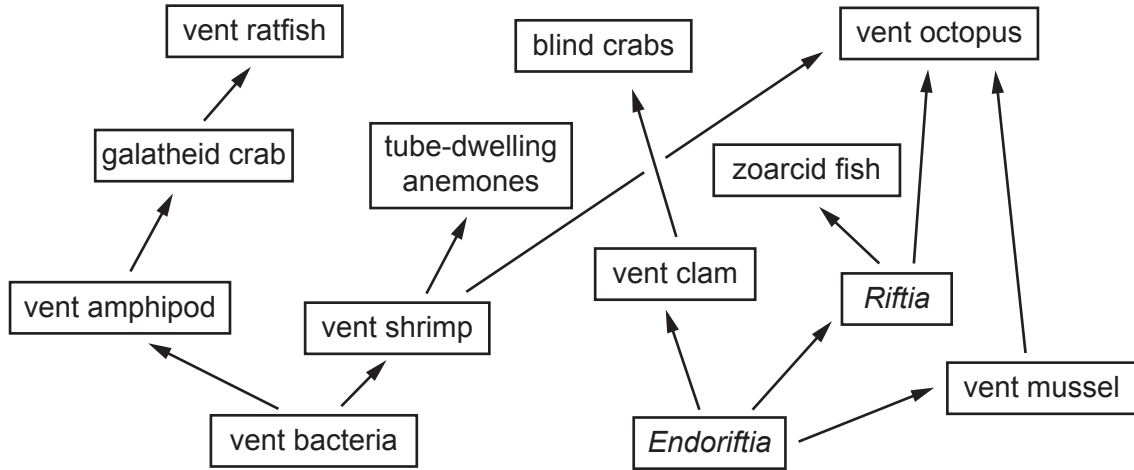 vent ratfish
blind crabs
vent octopus
galatheid crab
tube-dwelling
anemones
zoarcid fish
vent clam
Riftia
vent amphipod
vent shrimp
vent mussel
vent bacteria
Endoriftia